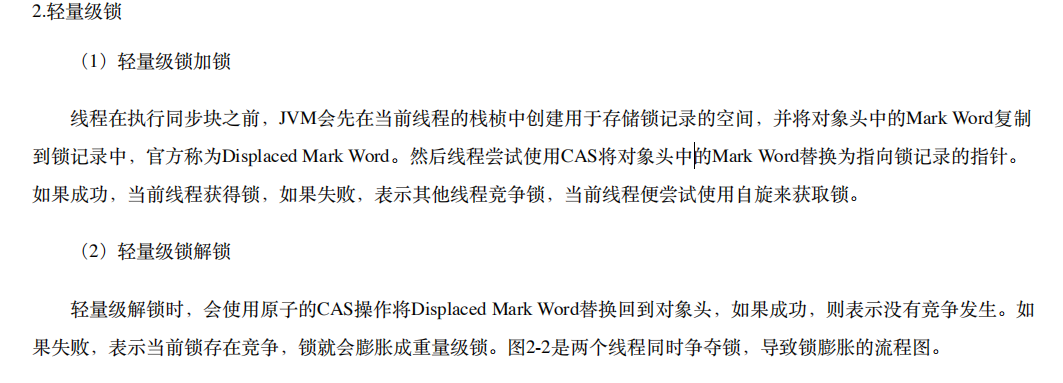 2.轻量级锁
（1）轻量级锁加锁
线程在执行同步块之前，JVM会先在当前线程的栈桢中创建用于存储锁记录的空间，并将对象头中的Mark Word复制
到锁记录中，官方称为Displaced Mark Word。然后线程尝试使用CAS将对象头中的Mark Word替换为指向锁记录的指针。
如果成功，当前线程获得锁，如果失败，表示其他线程竞争锁，当前线程便尝试使用自旋来获取锁。
（2）轻量级锁解锁
轻量级解锁时，会使用原子的CAS操作将Displaced Mark Word替换回到对象头，如果成功，则表示没有竞争发生。如
果失败，表示当前锁存在竞争，锁就会膨胀成重量级锁。图2-2是两个线程同时争夺锁，导致锁膨胀的流程图。